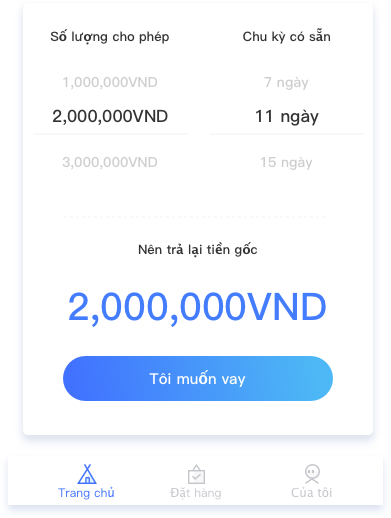 Số lượng cho phép
Chu kỳ có sẵn
1,000,000VND
7 ngày
2,000,000VND
11 ngày
3,000,000VND
15 ngày
Nên trả lại tiền gốc
2,000,000VND
Tôi muốn vay
Trang chủ
Đặt hàng
Của tôi